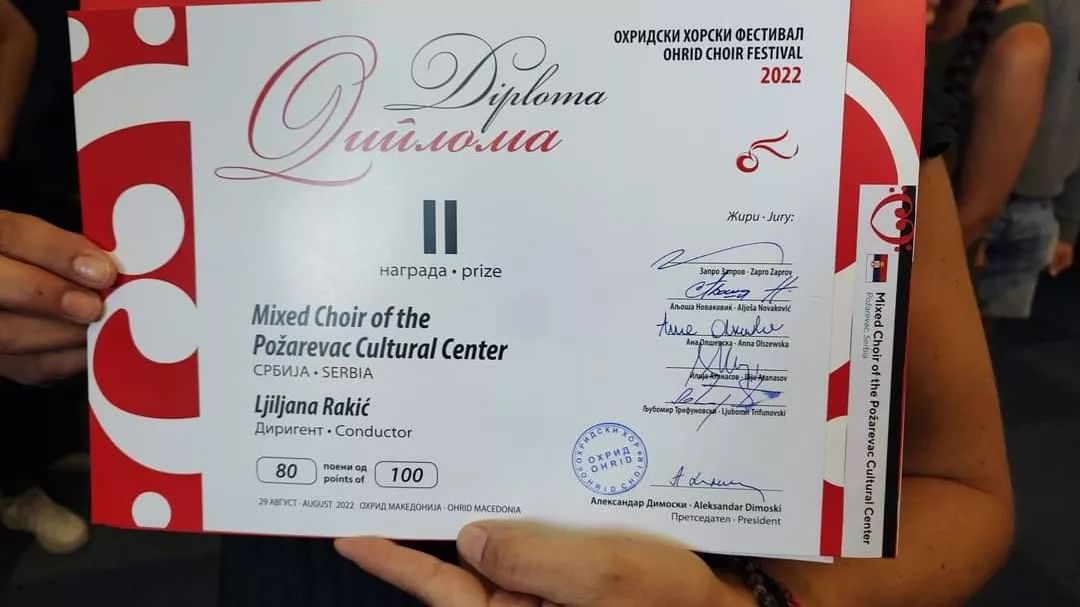 ОХРИДСКИ ХОРСКИ ФЕСТИВАЛ
OHRID CHOIR FESTIVAL
2022
Diploma
Диплома
II
награда • prize
Mixed Choir of the
Požarevac Cultural Center
СРБИЈА • SERBIA
Ljiljana Rakić
Диригент • Conductor
80 поени од points of 100
29 АВГУСТ - AUGUST 2022 ОХРИД МАКЕДОНИЈА - OHRID MACEDONIA
Жири - Jury:
Запро Запров - Zapro Zaprov
Аљоша Новаковиќ - Aljoša Novaković
Ана Олшевска - Anna Olszewska
Илија Атанасов - Ilija Atanasov
Љубомир Трифуновски - Ljubomir Trifunovski
ОХРИДСКИ ХОР
ОХРИД
OHRID
OHRID CHOIR
Александар Димоски - Aleksandar Dimoski
Претседател - President
Mixed Choir of the Požarevac Cultural Center
Pozarevac, Serbia